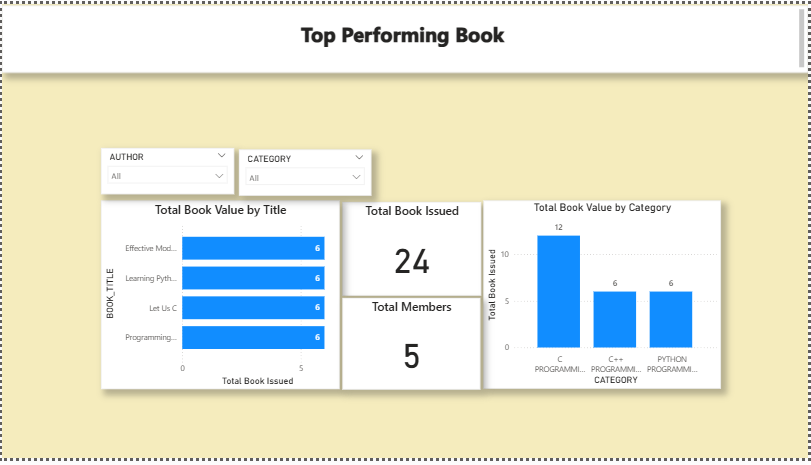 Top Performing Book
AUTHOR
All
CATEGORY
All
Total Book Value by Title
BOOK_TITLE
Effective Mod... 6
Learning Pyth... 6
Let Us C 6
Programming... 6
0 5
Total Book Issued
Total Book Issued
24
Total Members
5
Total Book Value by Category
Total Book Issued
10
5
0
12
6
6
C
PROGRAMMI...
C++
PROGRAMMI...
PYTHON
PROGRAMMI...
CATEGORY